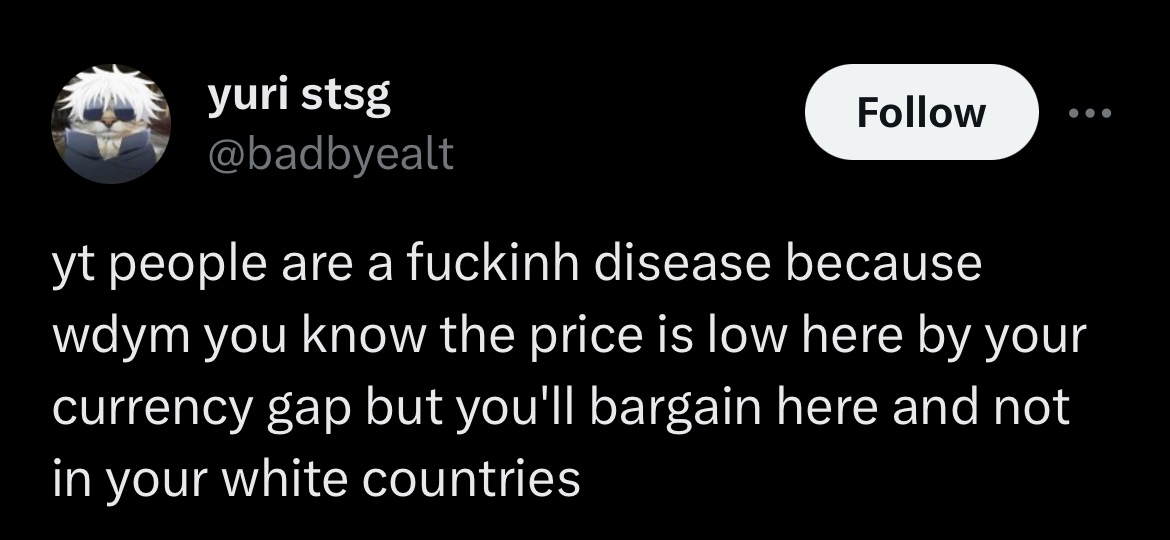 yuri stsg
Follow
@badbyealt
yt people are a fuckinh disease because
wdym you know the price is low here by your
currency gap but you'll bargain here and not
in your white countries